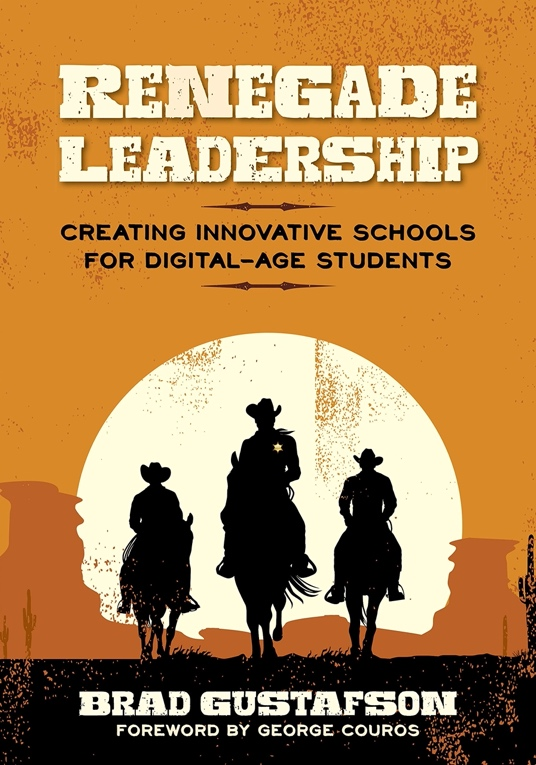 RENEGADE
LEADERSHIP
CREATING INNOVATIVE SCHOOLS
FOR DIGITAL-AGE STUDENTS
BRAD GUSTAFSON
FOREWORD BY GEORGE COUROS